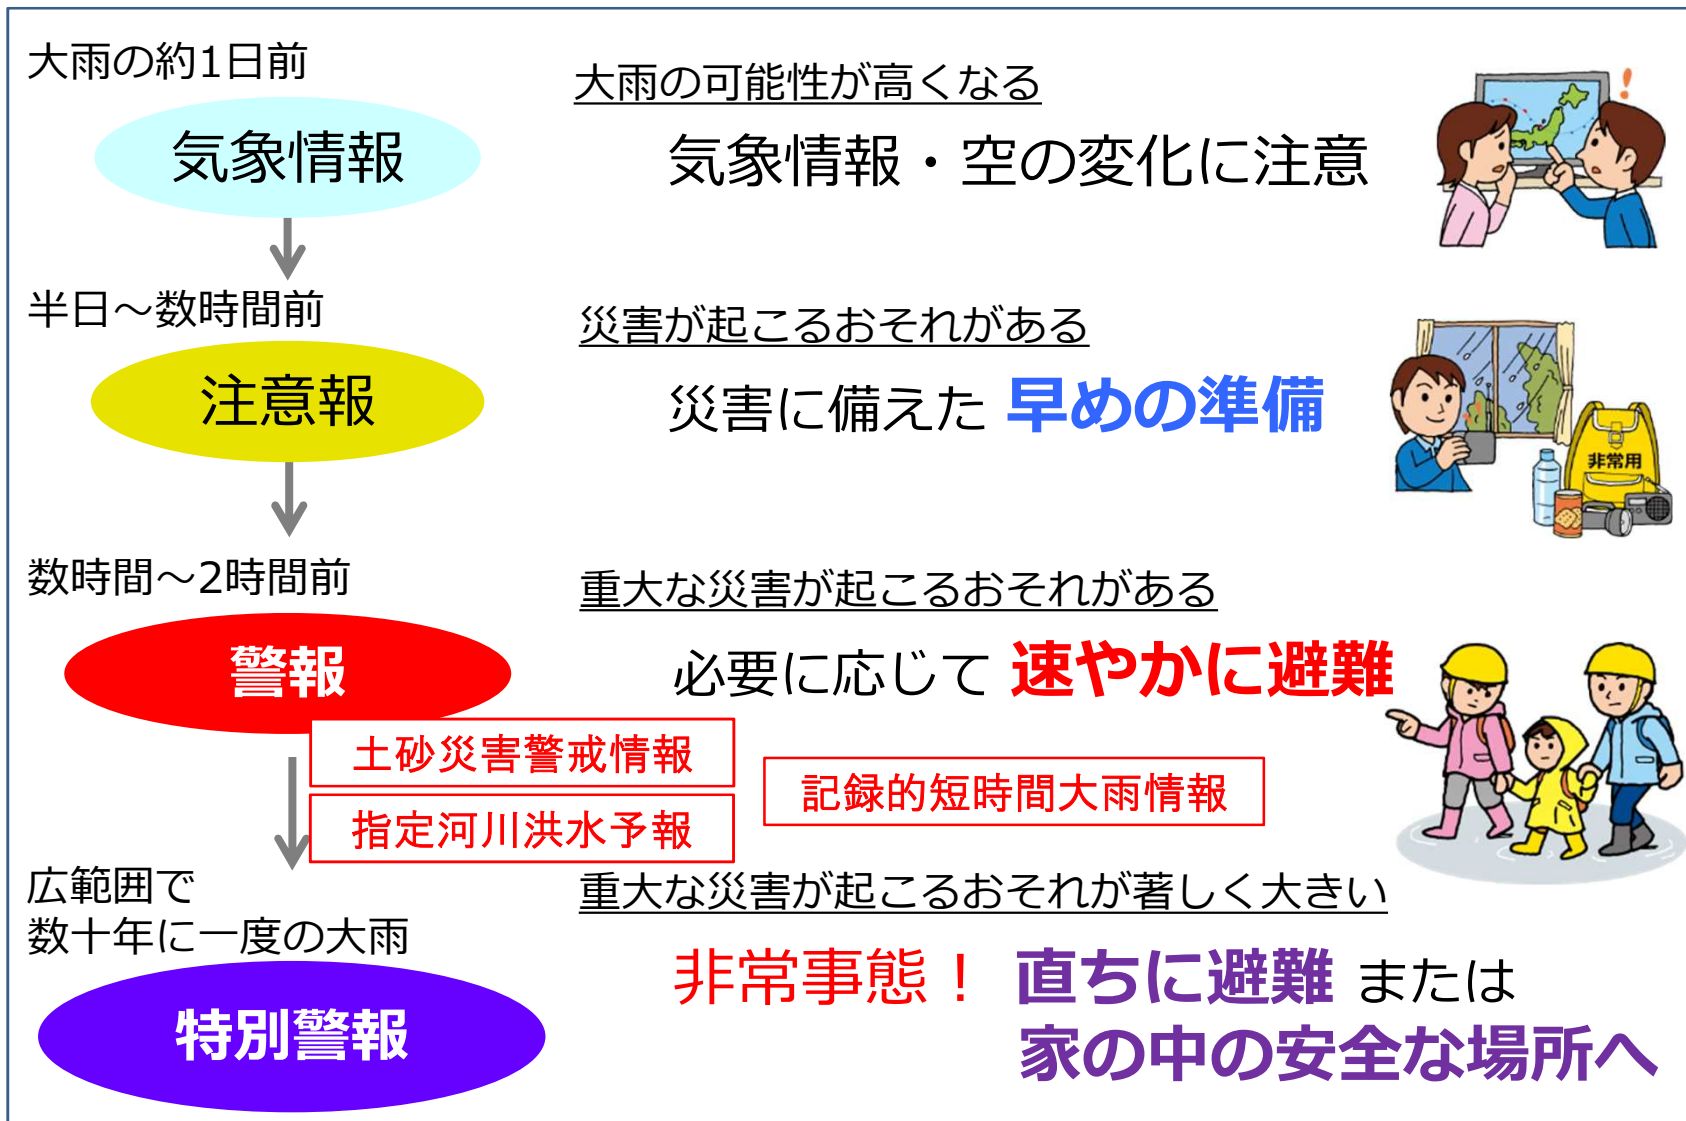 大雨の約1日前
気象情報
大雨の可能性が高くなる
気象情報・空の変化に注意
半日～数時間前
注意報
災害が起こるおそれがある
災害に備えた 早めの準備
非常用
数時間～2時間前
警報
重大な災害が起こるおそれがある
必要に応じて 速やかに避難
土砂災害警戒情報
指定河川洪水予報
記録的短時間大雨情報
広範囲で
数十年に一度の大雨
特別警報
重大な災害が起こるおそれが著しく大きい
非常事態！ 直ちに避難 または
家の中の安全な場所へ